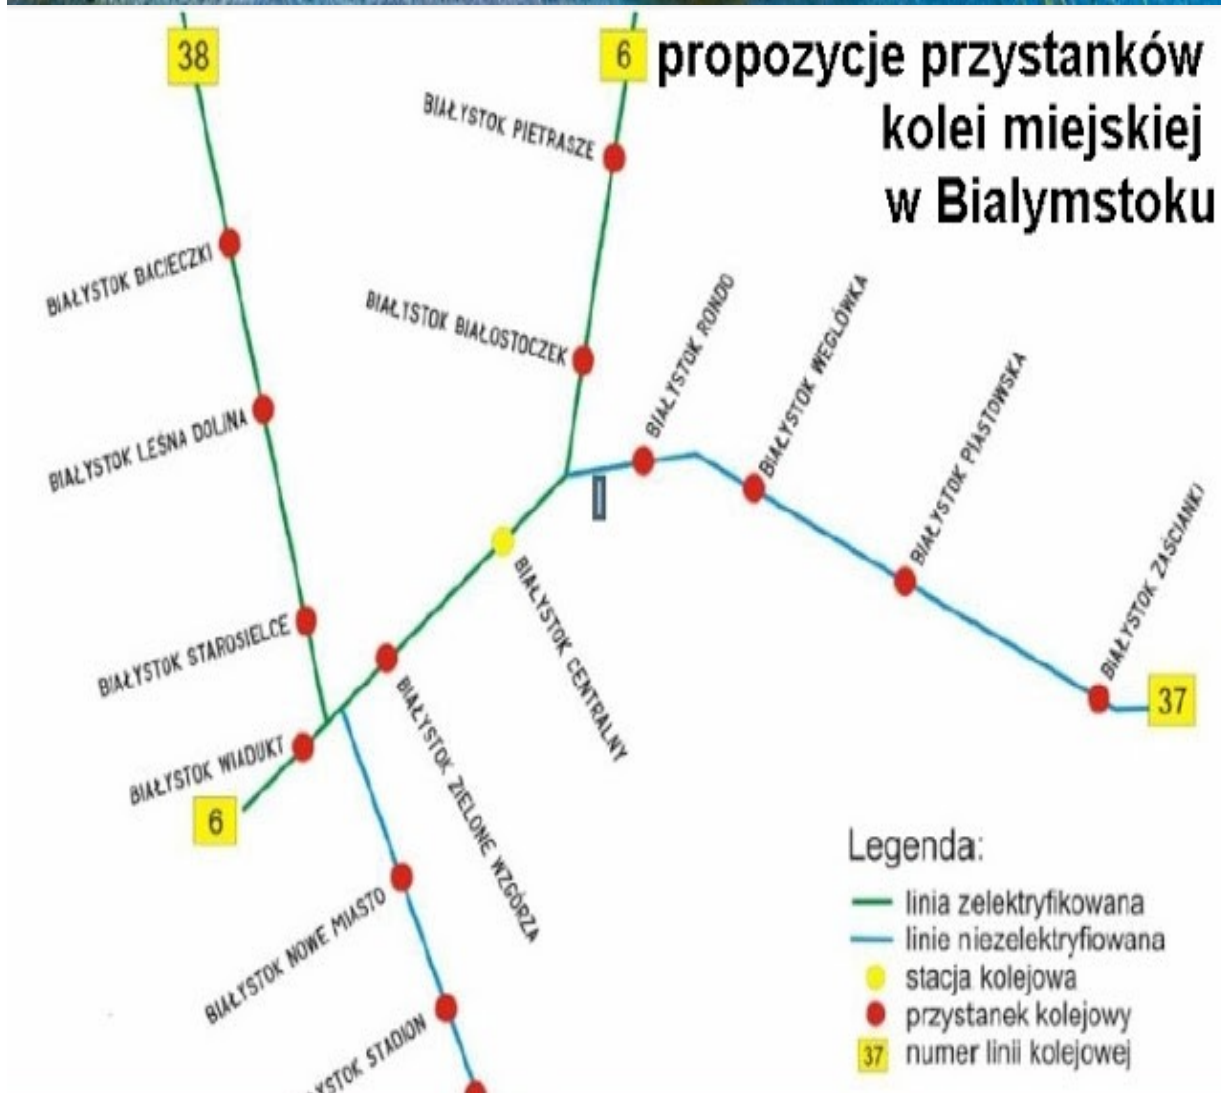 propozycje przystanków
kolei miejskiej
w Bialymstoku
38
6
BIAŁYSTOK PIETRASZE
BIAŁYSTOK BACIECZKI
BIAŁYSTOK BIAŁOSTOCZEK
BIAŁYSTOK RONDO
BIAŁYSTOK WĘGLÓWKA
BIAŁYSTOK PIASTOWSKA
BIAŁYSTOK ZAŚCIANKI
BIAŁYSTOK LEŚNA DOLINA
BIAŁYSTOK STAROSIELCE
BIAŁYSTOK CENTRALNY
37
BIAŁYSTOK WIADUKT
BIAŁYSTOK ZIELONE WZGÓRZA
6
BIAŁYSTOK NOWE MIASTO
YSTOK STADION
Legenda:
linia zelektryfikowana
linie niezelektryfiowana
stacja kolejowa
przystanek kolejowy
37 numer linii kolejowej